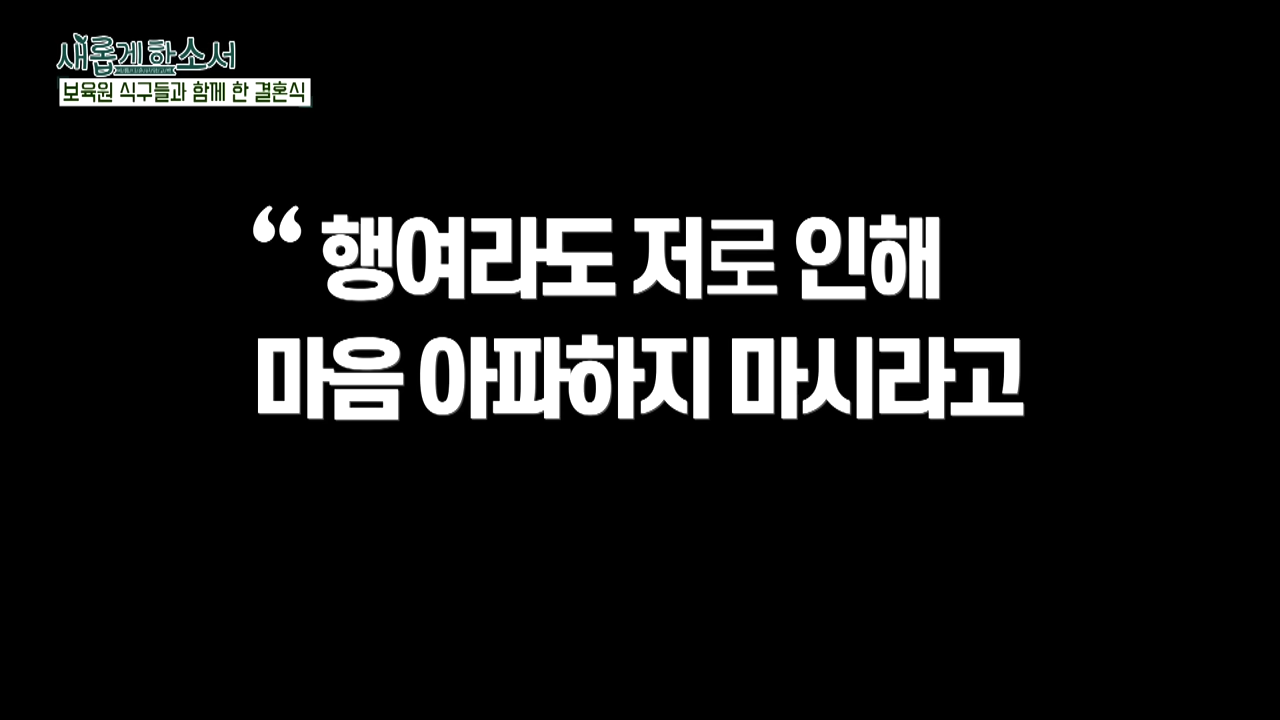 새롭게 하소서
보육원 식구들과 함께 한 결혼식
“ 행여라도 저로 인해
마음 아파하지 마시라고